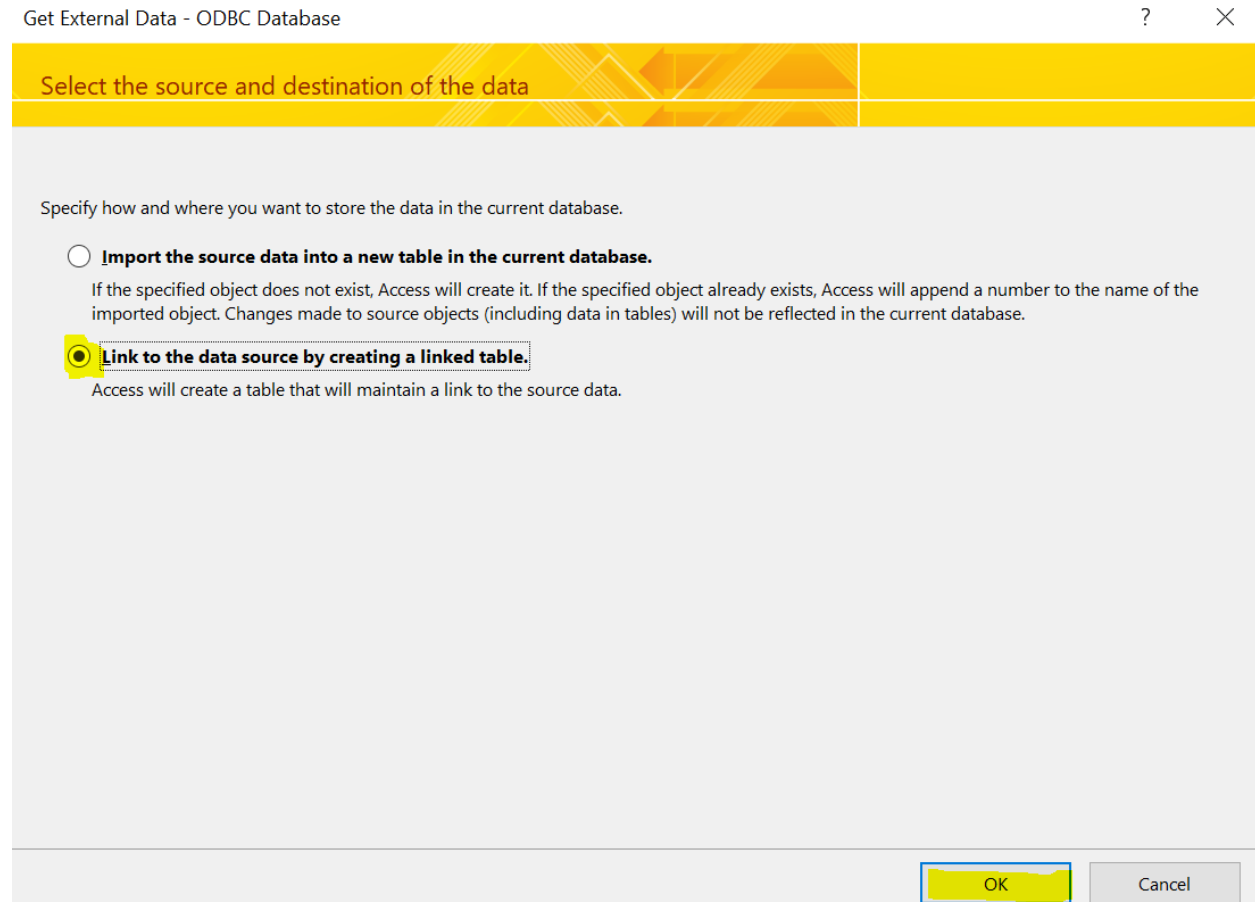 Get External Data - ODBC Database ? ×
Select the source and destination of the data
Specify how and where you want to store the data in the current database.
Import the source data into a new table in the current database.
If the specified object does not exist, Access will create it. If the specified object already exists, Access will append a number to the name of the
imported object. Changes made to source objects (including data in tables) will not be reflected in the current database.
Link to the data source by creating a linked table.
Access will create a table that will maintain a link to the source data.
OK Cancel